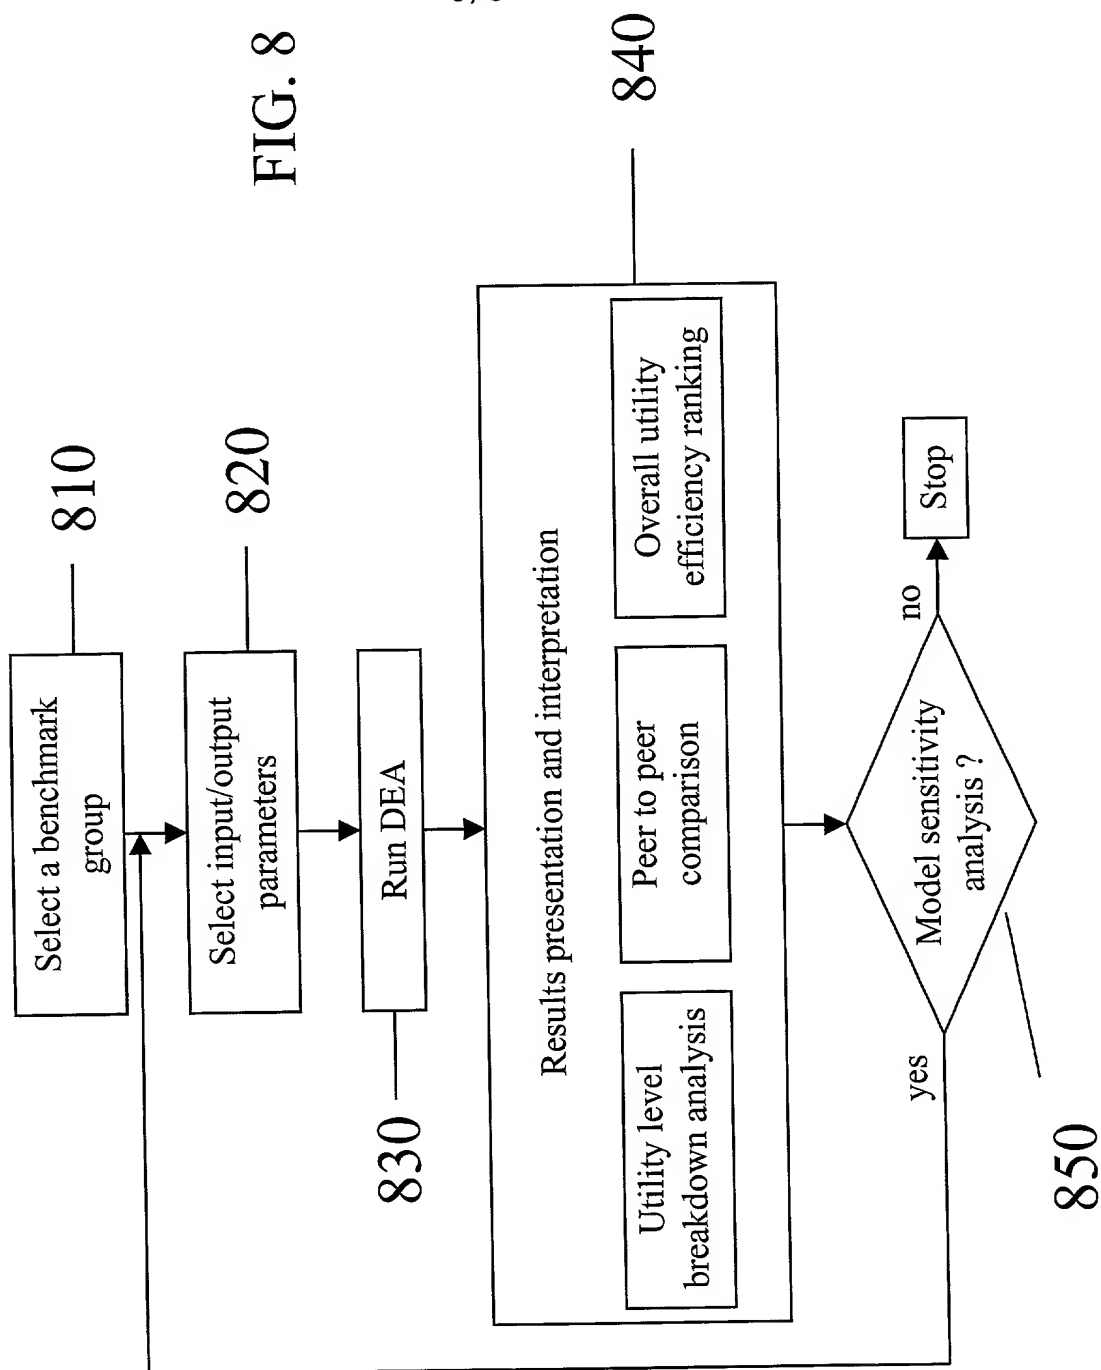 FIG. 8
Select a benchmark
group
810
Select input/output
parameters
820
Run DEA
830
Results presentation and interpretation
840
Utility level
breakdown analysis
Peer to peer
comparison
Overall utility
efficiency ranking
Model sensitivity
analysis ?
850
yes
no
Stop